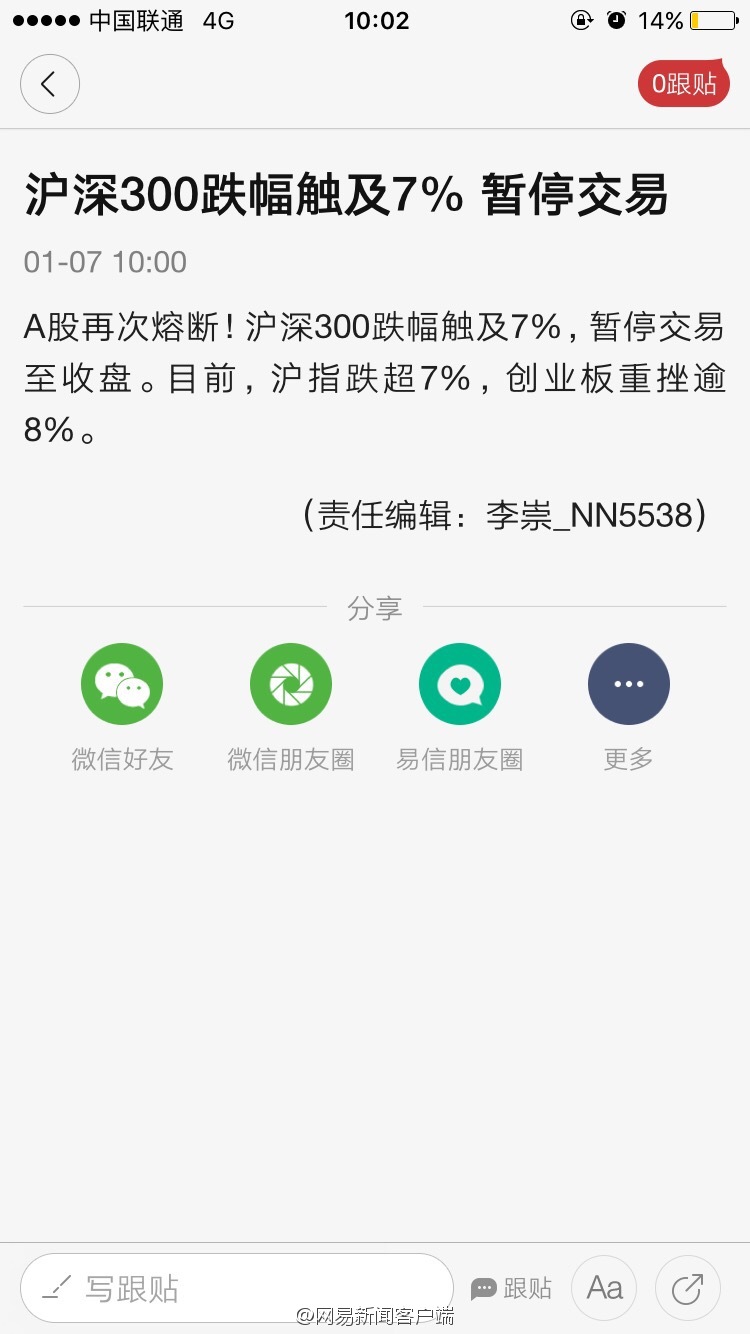 中国联通 4G 10:02 14%
0跟贴
沪深300跌幅触及7% 暂停交易
01-07 10:00
A股再次熔断！沪深300跌幅触及7%，暂停交易
至收盘。目前，沪指跌超7%，创业板重挫逾
8%。
（责任编辑：李崇_NN5538）
分享
微信好友 微信朋友圈 易信朋友圈 更多
写跟贴 跟贴 Aa
@网易新闻客户端